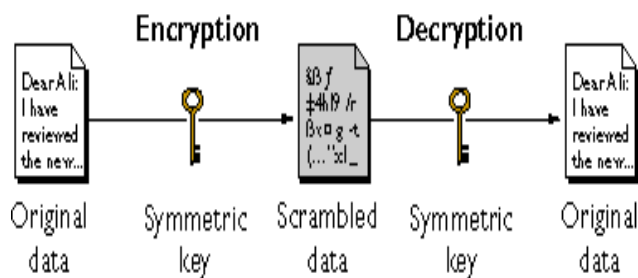 Encryption
Decryption
Dear Ali:
I have
reviewed
the new...
Dear Ali:
I have
reviewed
the new...
Original
data
Symmetric
key
Scrambled
data
Symmetric
key
Original
data